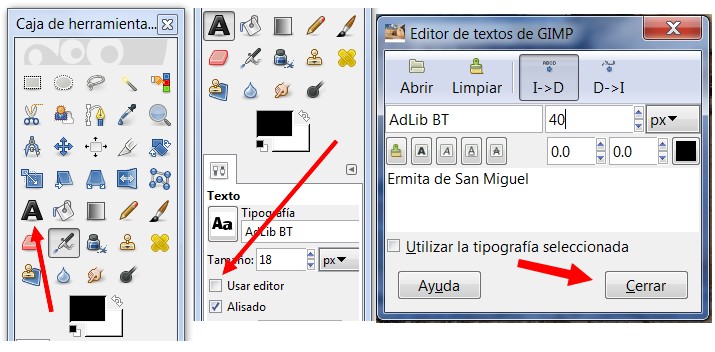 Caja de herramienta...
A
A
Texto
Aa
Tipografía
AdLib BT
Tamaño: 18 px
Usar editor
Alisado
Editor de textos de GIMP
Abrir Limpiar I->D D->I
AdLib BT 40 px
A A A A 0.0 0.0
Ermita de San Miguel
Utilizar la tipografía seleccionada
Ayuda Cerrar